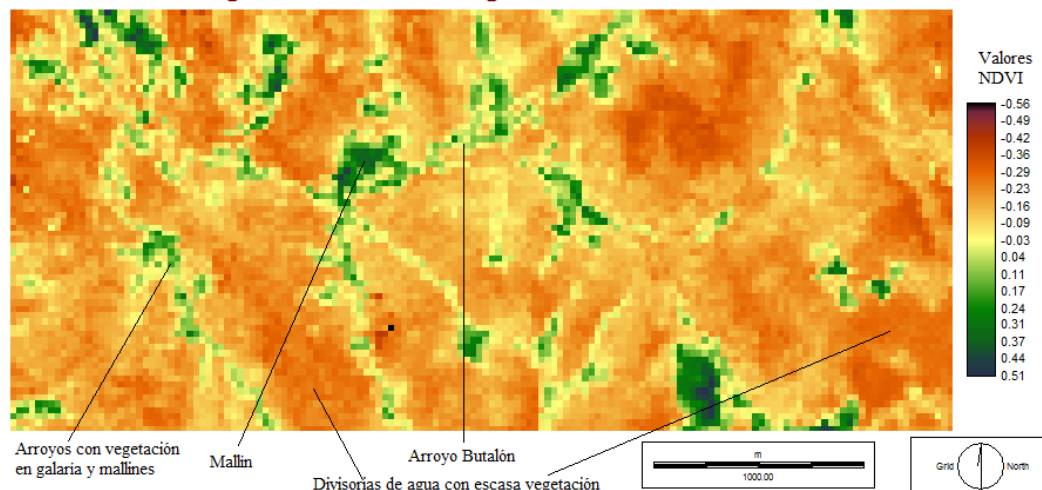 Valores
NDVI
-0.56
-0.49
-0.42
-0.36
-0.29
-0.23
-0.16
-0.09
-0.03
0.04
0.11
0.17
0.24
0.31
0.37
0.44
0.51
Arroyos con vegetación
en galaria y mallines
Mallin
Arroyo Butalón
Divisorias de agua con escasa vegetación
m
1000.00
Grid
North